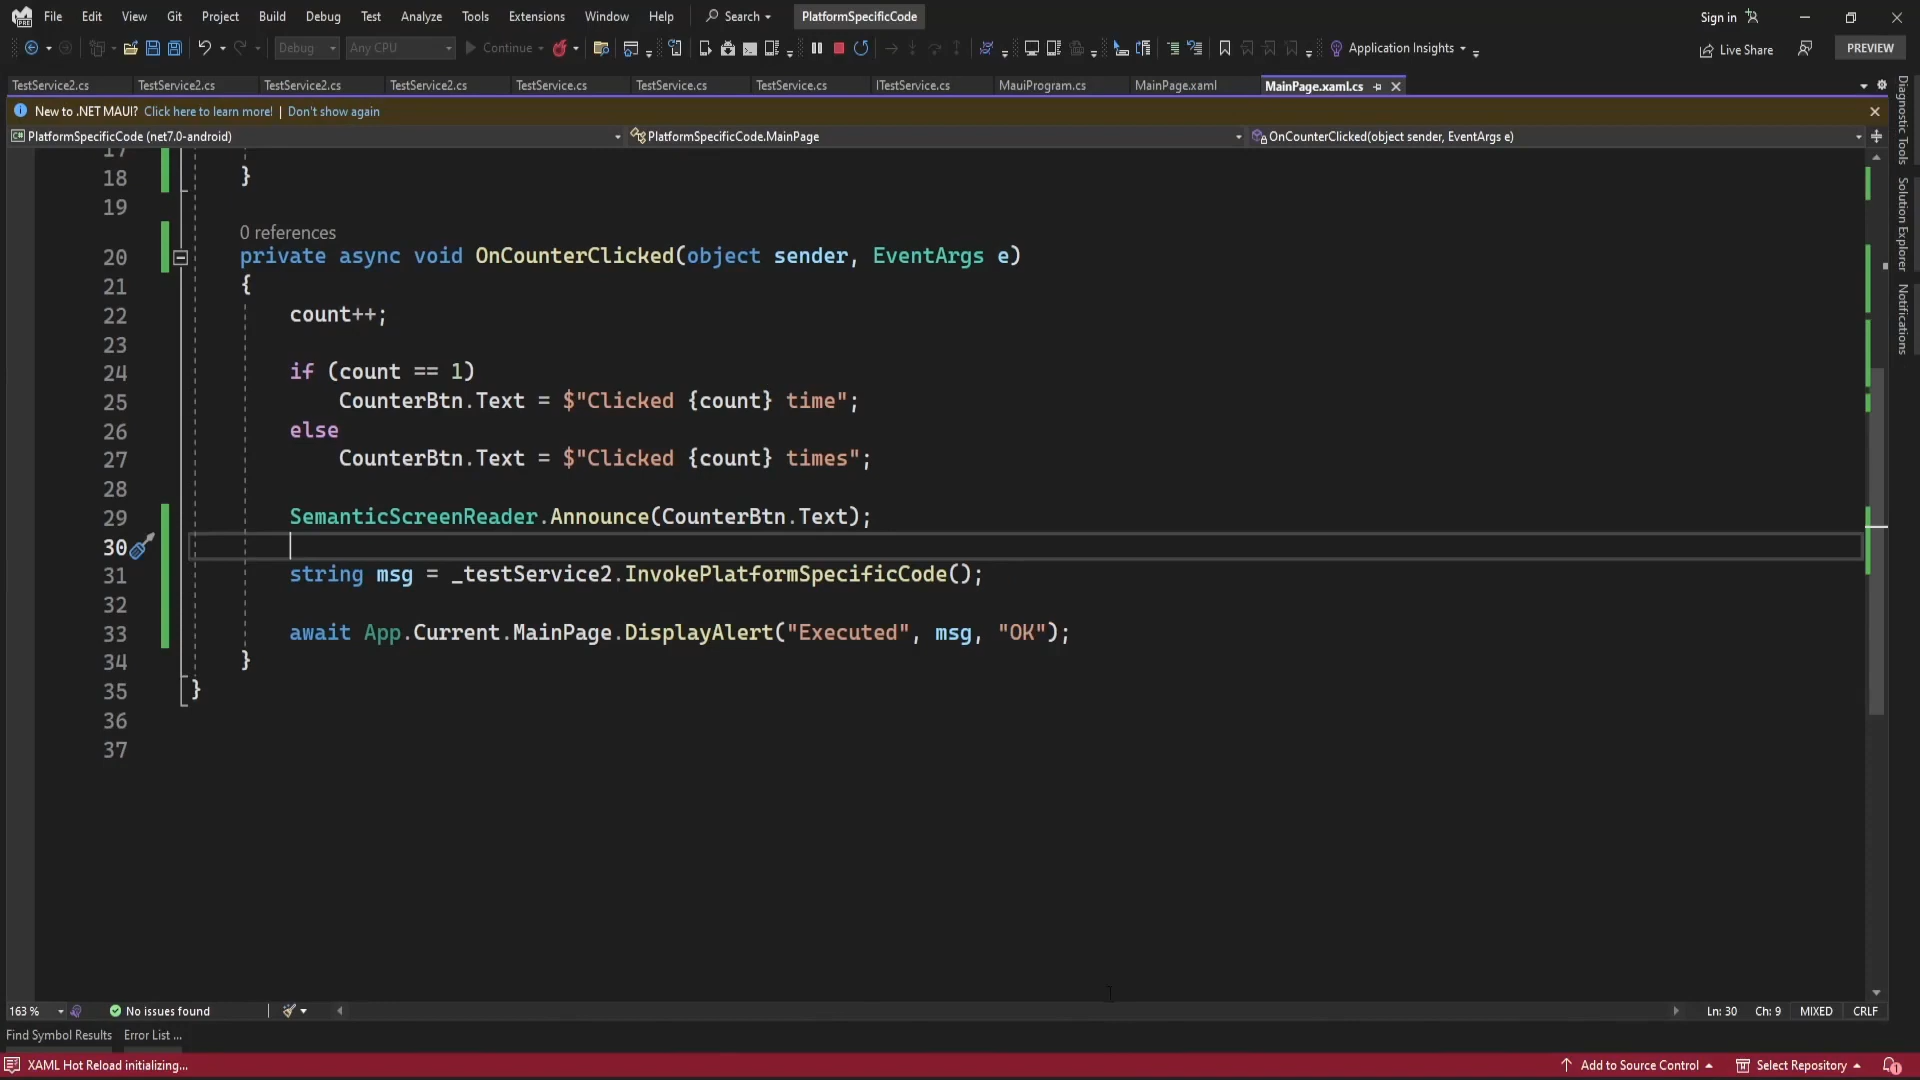 File Edit View Git Project Build Debug Test Analyze Tools Extensions Window Help Search PlatformSpecificCode Sign in
Debug Any CPU Continue Application Insights Live Share PREVIEW
TestService2.cs TestService2.cs TestService2.cs TestService2.cs TestService.cs TestService.cs TestService.cs ITestService.cs MauiProgram.cs MainPage.xaml MainPage.xaml.cs
New to .NET MAUI? Click here to learn more! | Don't show again
PlatformSpecificCode (net7.0-android) PlatformSpecificCode.MainPage OnCounterClicked(object sender, EventArgs e)
17
18 }
19
0 references
20 private async void OnCounterClicked(object sender, EventArgs e)
21 {
22 count++;
23
24 if (count == 1)
25 CounterBtn.Text = $"Clicked {count} time";
26 else
27 CounterBtn.Text = $"Clicked {count} times";
28
29 SemanticScreenReader.Announce(CounterBtn.Text);
30
31 string msg = _testService2.InvokePlatformSpecificCode();
32
33 await App.Current.MainPage.DisplayAlert("Executed", msg, "OK");
34 }
35 }
36
37
Diagnostic Tools
Solution Explorer
Notifications
163 % No issues found Ln: 30 Ch: 9 MIXED CRLF
Find Symbol Results Error List ...
XAML Hot Reload initializing... Add to Source Control Select Repository 1